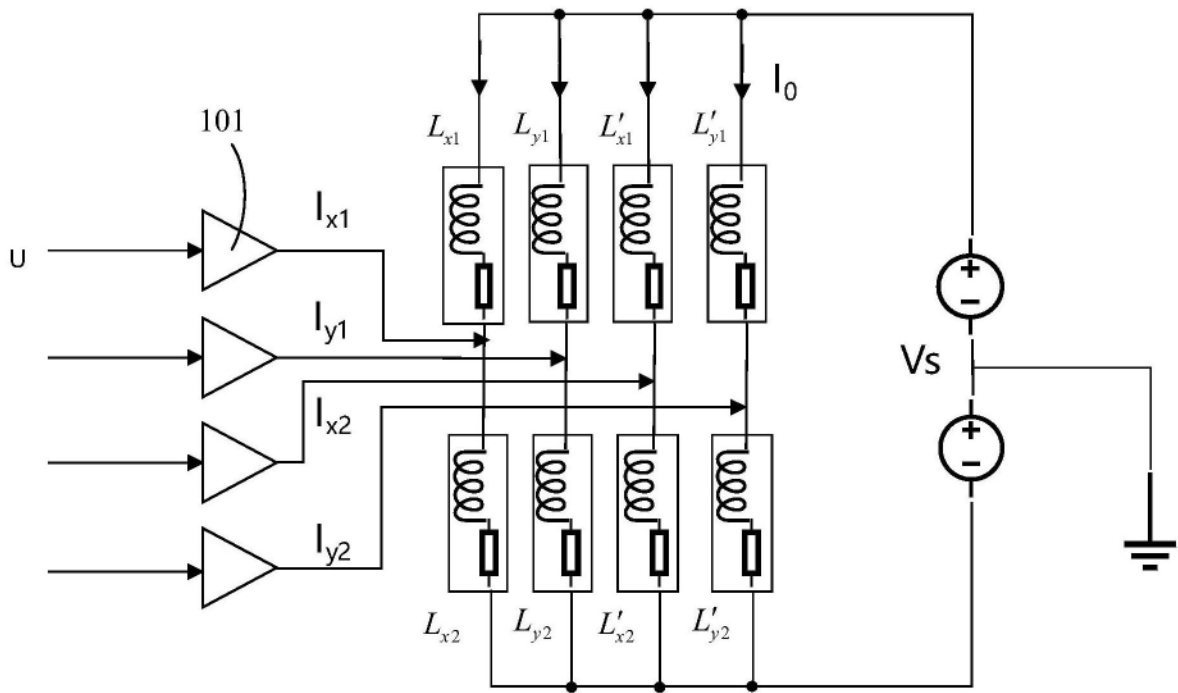 I₀
101
Lx1 Ly1 L′x1 L′y1
Ix1
U
Iy1
Vs
Ix2
Iy2
Lx2 Ly2 L′x2 L′y2
+
−
+
−